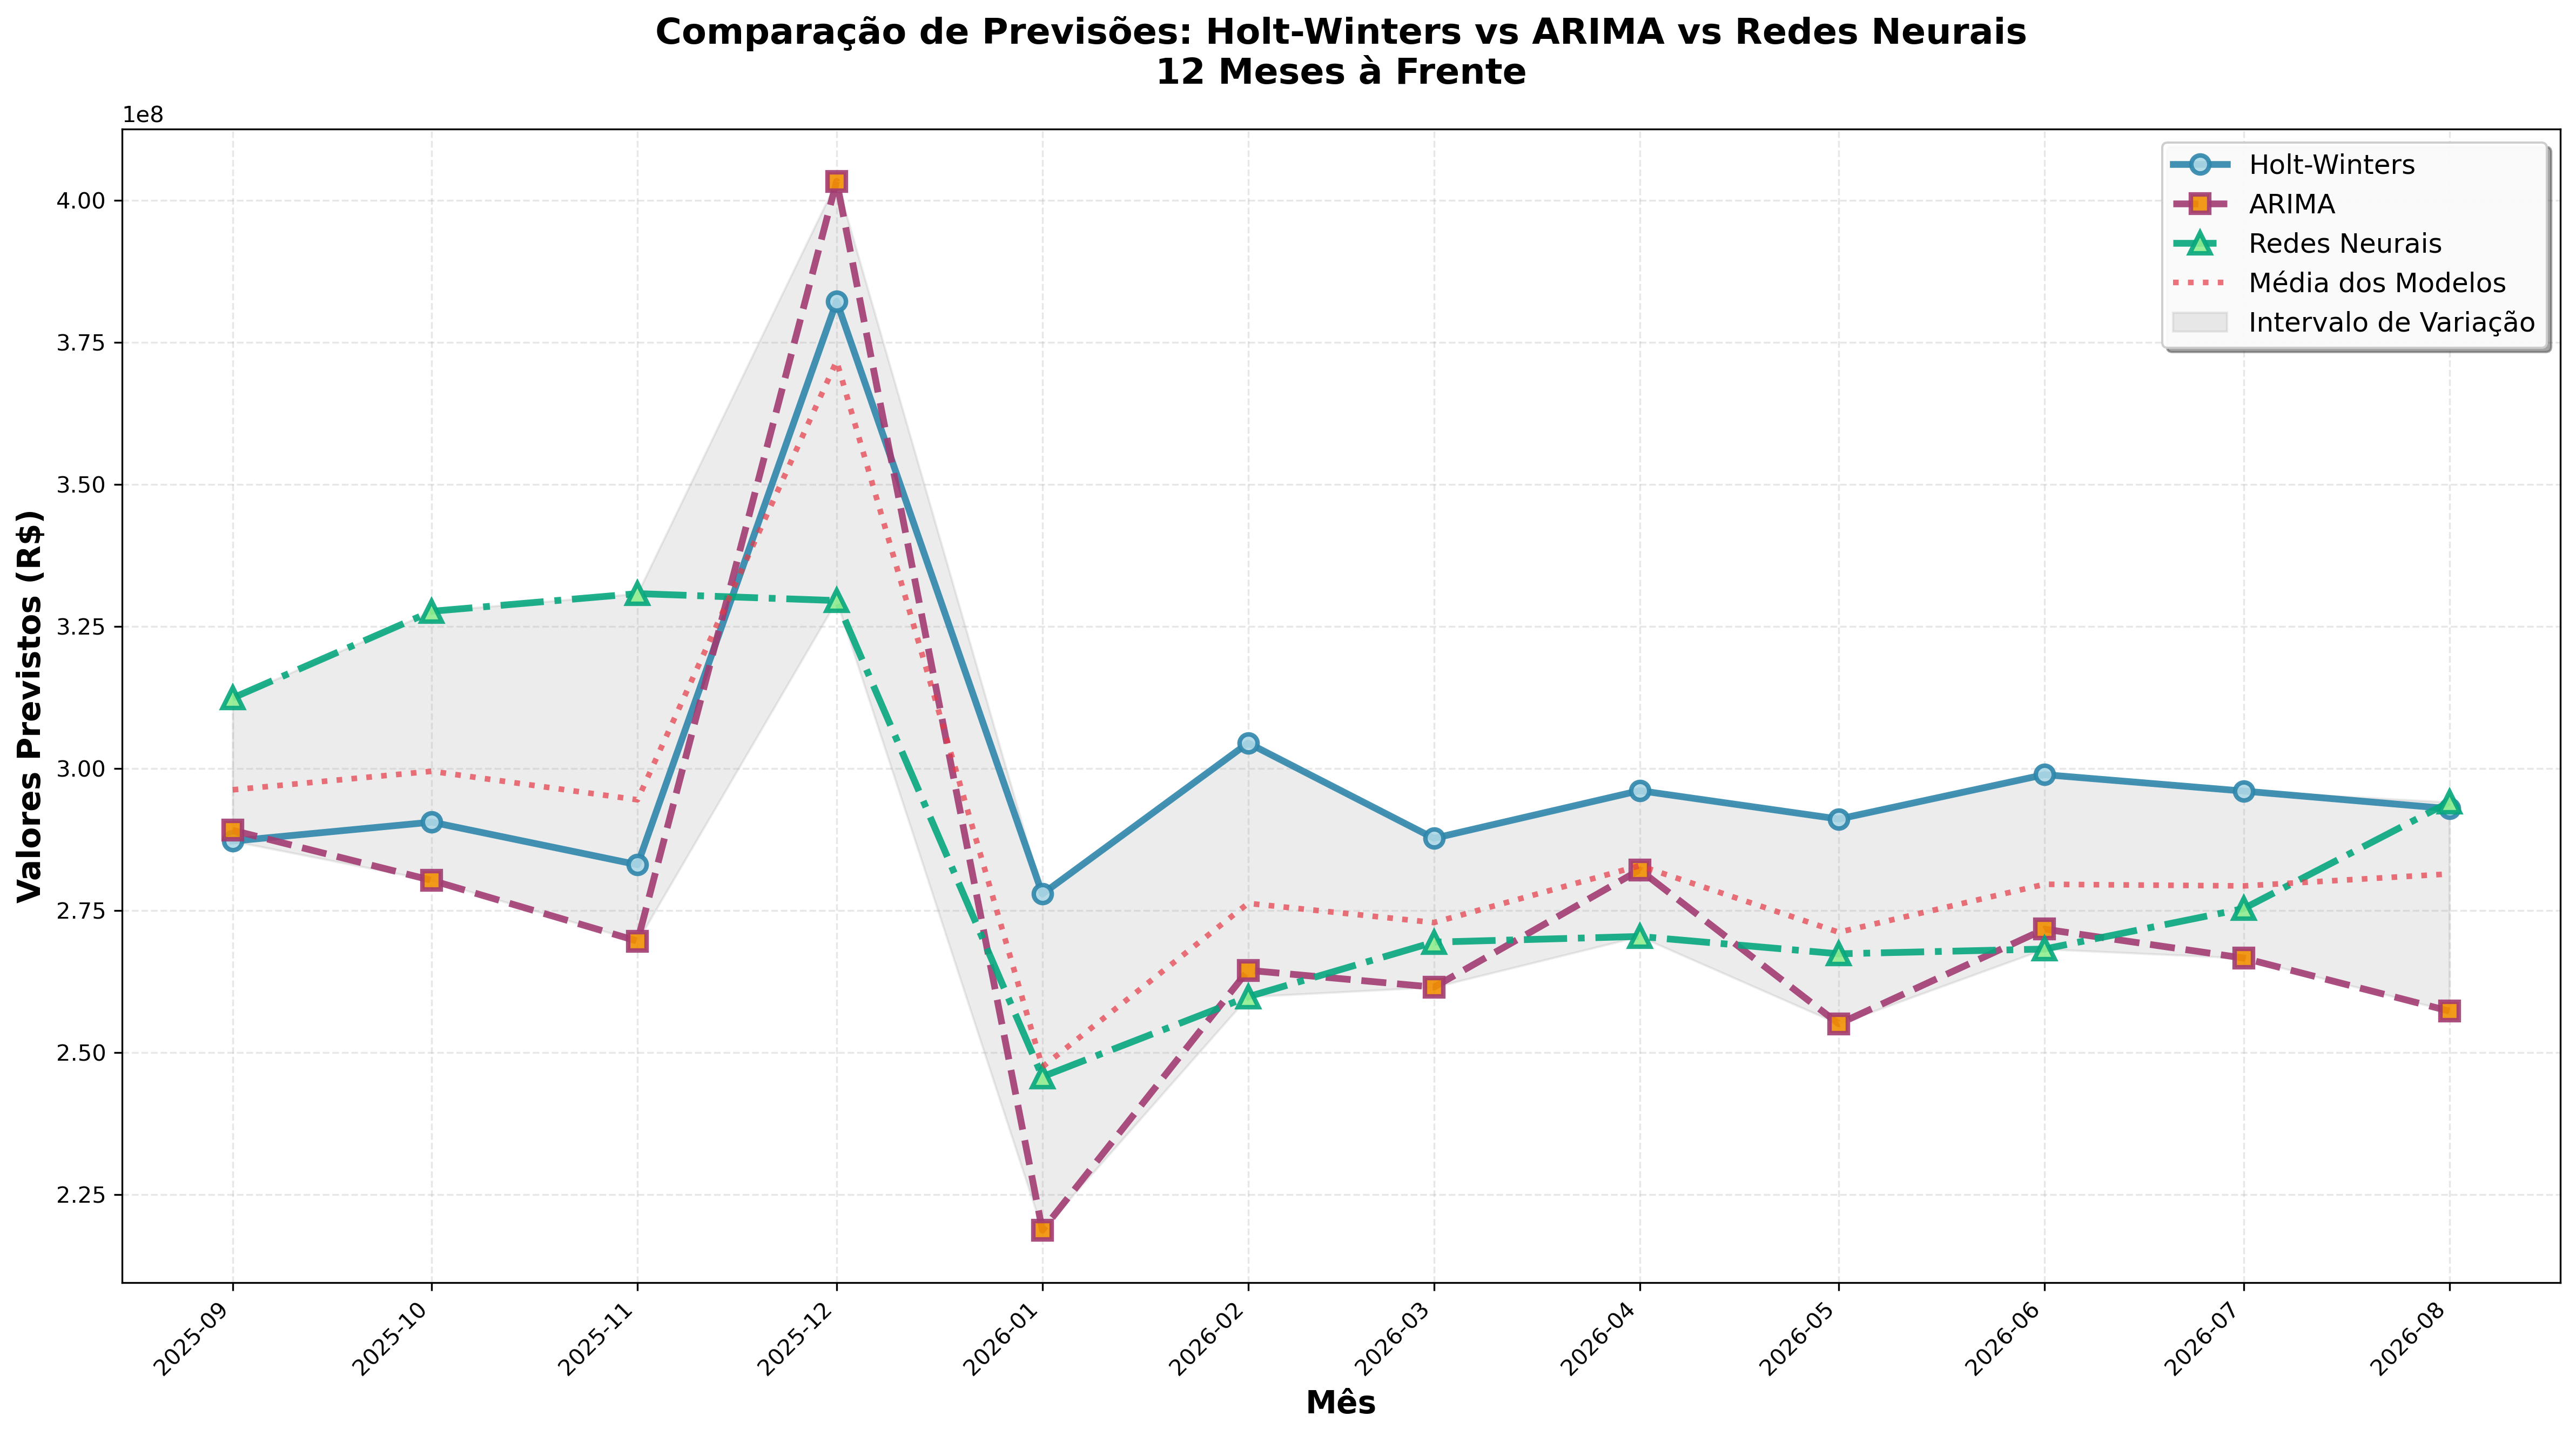 Comparação de Previsões: Holt-Winters vs ARIMA vs Redes Neurais
12 Meses à Frente
1e8
4.00
3.75
3.50
3.25
3.00
2.75
2.50
2.25
Valores Previstos (R$)
Holt-Winters
ARIMA
Redes Neurais
Média dos Modelos
Intervalo de Variação
2025-09
2025-10
2025-11
2025-12
2026-01
2026-02
2026-03
2026-04
2026-05
2026-06
2026-07
2026-08
Mês